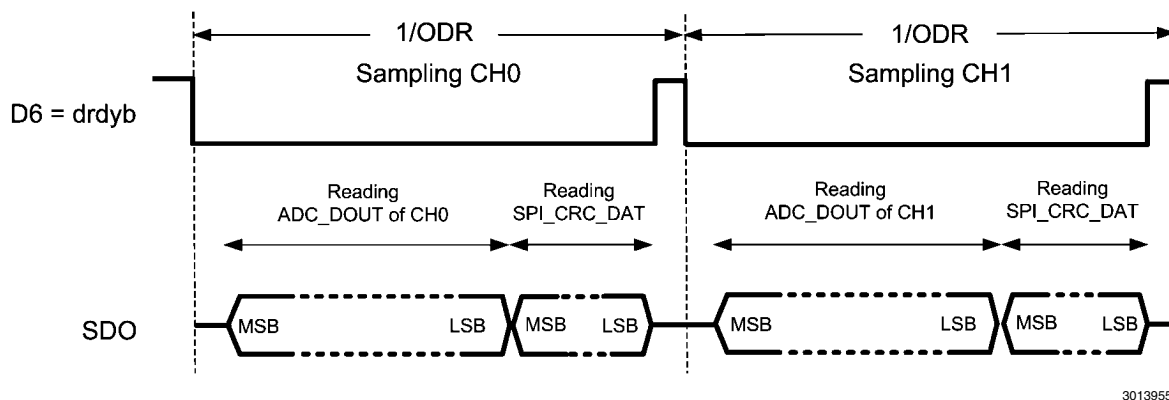 1/ODR
1/ODR
Sampling CH0
Sampling CH1
D6 = drdyb
Reading
ADC_DOUT of CH0
Reading
SPI_CRC_DAT
Reading
ADC_DOUT of CH1
Reading
SPI_CRC_DAT
SDO
MSB
LSB
MSB
LSB
MSB
LSB
MSB
LSB
3013955